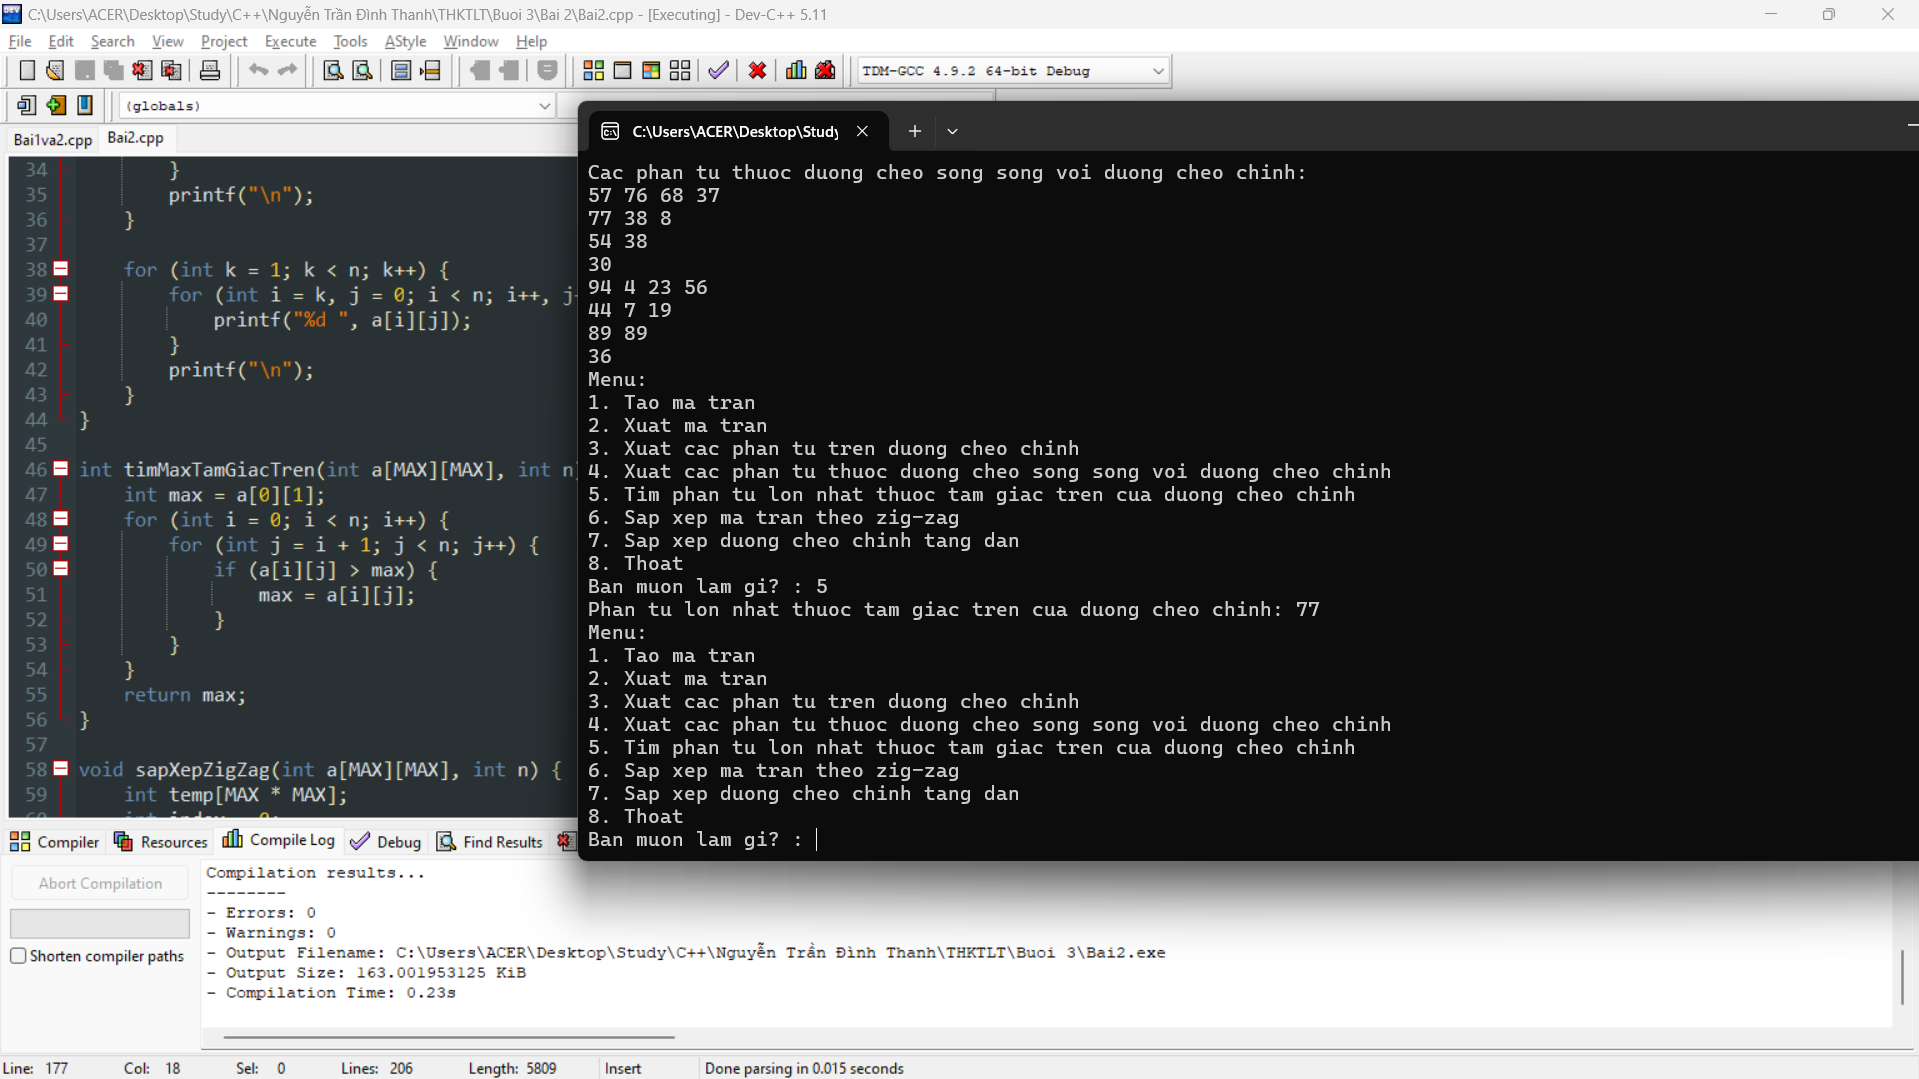 C:\Users\ACER\Desktop\Study\C++\Nguyễn Trần Đình Thanh\THKTLT\Buoi 3\Bai 2\Bai2.cpp - [Executing] - Dev-C++ 5.11
File Edit Search View Project Execute Tools AStyle Window Help
TDM-GCC 4.9.2 64-bit Debug
(globals)
Bai1va2.cpp Bai2.cpp
34 }
35 printf("\n");
36 }
37
38 for (int k = 1; k < n; k++) {
39 for (int i = k, j = 0; i < n; i++, j
40 printf("%d ", a[i][j]);
41 }
42 printf("\n");
43 }
44 }
45
46 int timMaxTamGiacTren(int a[MAX][MAX], int n
47 int max = a[0][1];
48 for (int i = 0; i < n; i++) {
49 for (int j = i + 1; j < n; j++) {
50 if (a[i][j] > max) {
51 max = a[i][j];
52 }
53 }
54 }
55 return max;
56 }
57
58 void sapXepZigZag(int a[MAX][MAX], int n) {
59 int temp[MAX * MAX];
C:\Users\ACER\Desktop\Study
Cac phan tu thuoc duong cheo song song voi duong cheo chinh:
57 76 68 37
77 38 8
54 38
30
94 4 23 56
44 7 19
89 89
36
Menu:
1. Tao ma tran
2. Xuat ma tran
3. Xuat cac phan tu tren duong cheo chinh
4. Xuat cac phan tu thuoc duong cheo song song voi duong cheo chinh
5. Tim phan tu lon nhat thuoc tam giac tren cua duong cheo chinh
6. Sap xep ma tran theo zig-zag
7. Sap xep duong cheo chinh tang dan
8. Thoat
Ban muon lam gi? : 5
Phan tu lon nhat thuoc tam giac tren cua duong cheo chinh: 77
Menu:
1. Tao ma tran
2. Xuat ma tran
3. Xuat cac phan tu tren duong cheo chinh
4. Xuat cac phan tu thuoc duong cheo song song voi duong cheo chinh
5. Tim phan tu lon nhat thuoc tam giac tren cua duong cheo chinh
6. Sap xep ma tran theo zig-zag
7. Sap xep duong cheo chinh tang dan
8. Thoat
Ban muon lam gi? :
Compiler Resources Compile Log Debug Find Results
Abort Compilation
Shorten compiler paths
Compilation results...
--------
- Errors: 0
- Warnings: 0
- Output Filename: C:\Users\ACER\Desktop\Study\C++\Nguyễn Trần Đình Thanh\THKTLT\Buoi 3\Bai2.exe
- Output Size: 163.001953125 KiB
- Compilation Time: 0.23s
Line: 177 Col: 18 Sel: 0 Lines: 206 Length: 5809 Insert Done parsing in 0.015 seconds